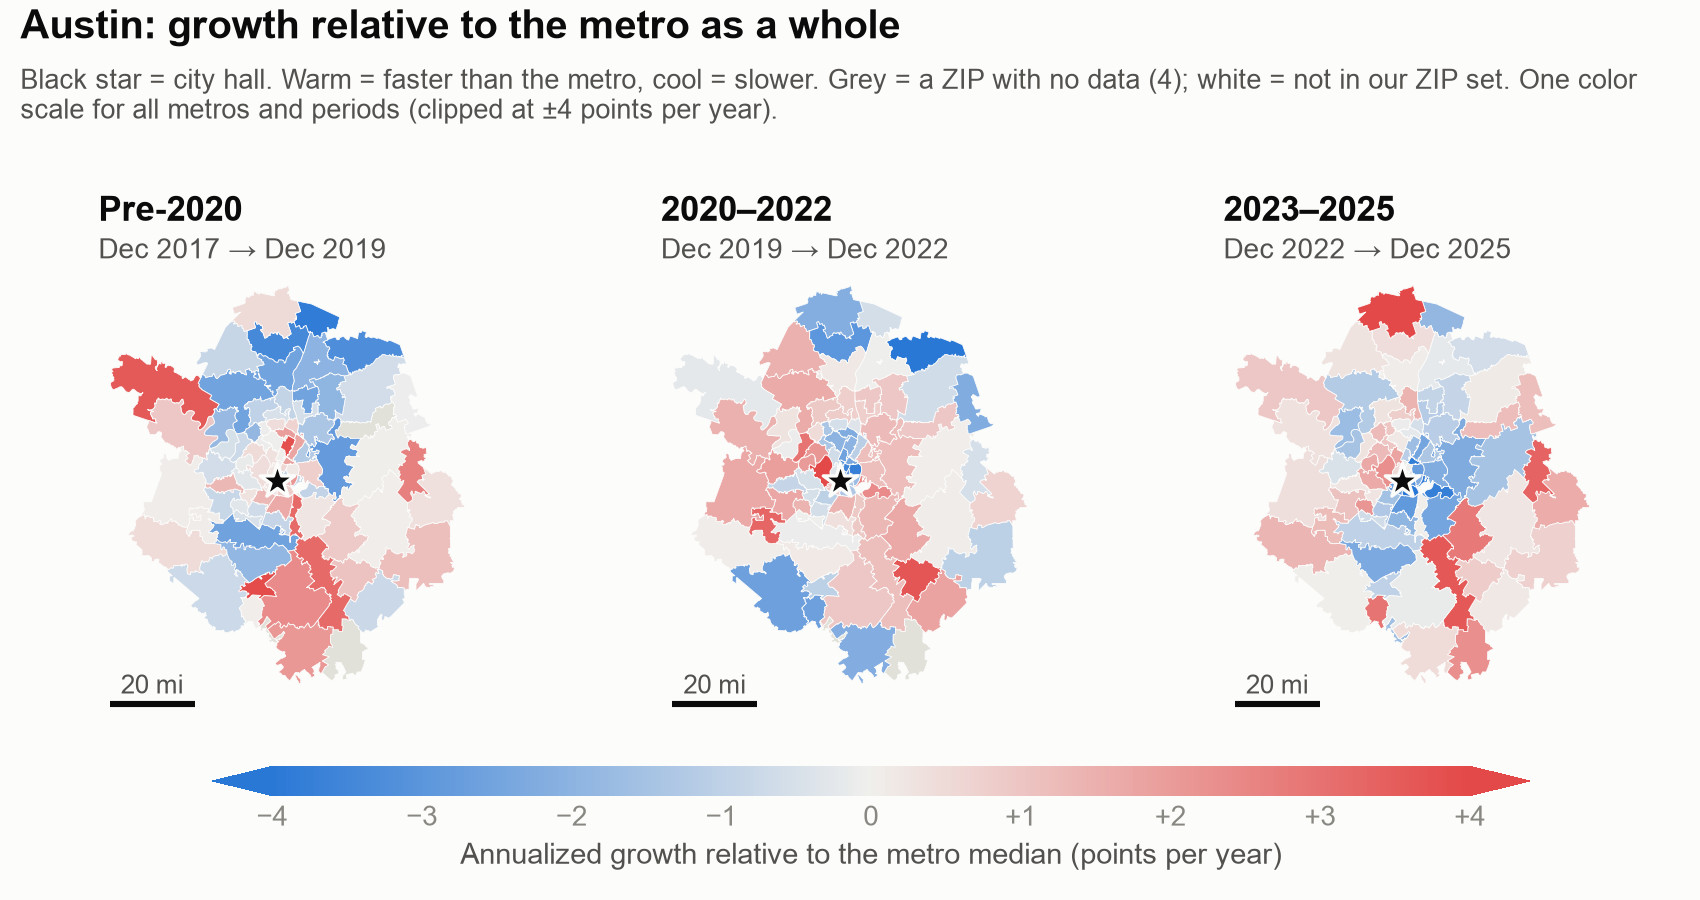 Austin: growth relative to the metro as a whole
Black star = city hall. Warm = faster than the metro, cool = slower. Grey = a ZIP with no data (4); white = not in our ZIP set. One color
scale for all metros and periods (clipped at ±4 points per year).
Pre-2020
Dec 2017 → Dec 2019
2020–2022
Dec 2019 → Dec 2022
2023–2025
Dec 2022 → Dec 2025
20 mi
20 mi
20 mi
−4 −3 −2 −1 0 +1 +2 +3 +4
Annualized growth relative to the metro median (points per year)